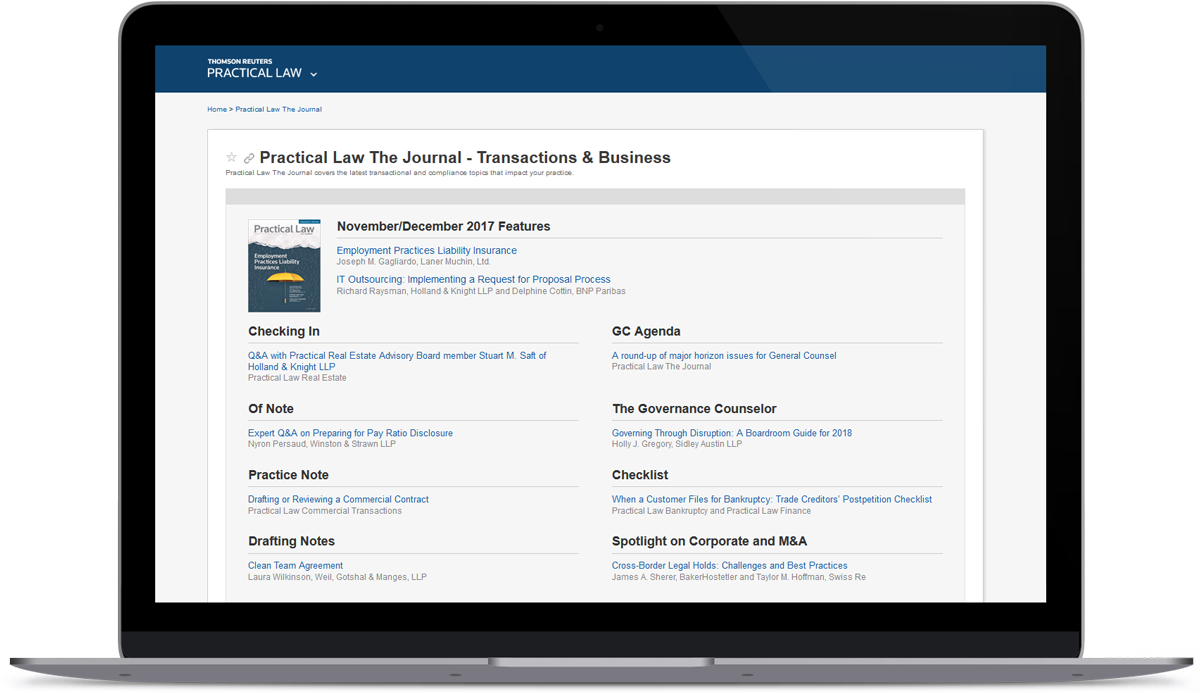 THOMSON REUTERS
PRACTICAL LAW
Home > Practical Law The Journal
Practical Law The Journal - Transactions & Business
Practical Law The Journal covers the latest transactional and compliance topics that impact your practice.
Practical Law
Employment
Practices Liability
Insurance
November/December 2017 Features
Employment Practices Liability Insurance
Joseph M. Gagliardo, Laner Muchin, Ltd.
IT Outsourcing: Implementing a Request for Proposal Process
Richard Raysman, Holland & Knight LLP and Delphine Cottin, BNP Paribas
Checking In
Q&A with Practical Real Estate Advisory Board member Stuart M. Saft of
Holland & Knight LLP
Practical Law Real Estate
GC Agenda
A round-up of major horizon issues for General Counsel
Practical Law The Journal
Of Note
Expert Q&A on Preparing for Pay Ratio Disclosure
Nyron Persaud, Winston & Strawn LLP
The Governance Counselor
Governing Through Disruption: A Boardroom Guide for 2018
Holly J. Gregory, Sidley Austin LLP
Practice Note
Drafting or Reviewing a Commercial Contract
Practical Law Commercial Transactions
Checklist
When a Customer Files for Bankruptcy: Trade Creditors' Postpetition Checklist
Practical Law Bankruptcy and Practical Law Finance
Drafting Notes
Clean Team Agreement
Laura Wilkinson, Weil, Gotshal & Manges, LLP
Spotlight on Corporate and M&A
Cross-Border Legal Holds: Challenges and Best Practices
James A. Sherer, BakerHostetler and Taylor M. Hoffman, Swiss Re